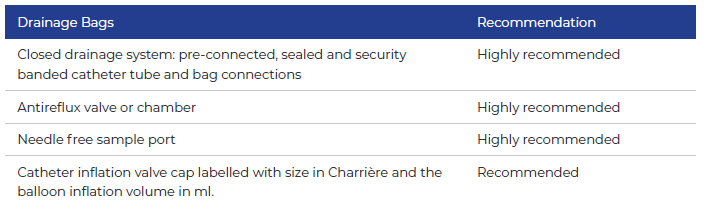 Drainage Bags Recommendation
Closed drainage system: pre-connected, sealed and security Highly recommended
banded catheter tube and bag connections
Antireflux valve or chamber Highly recommended
Needle free sample port Highly recommended
Catheter inflation valve cap labelled with size in Charrière and the Recommended
balloon inflation volume in ml.